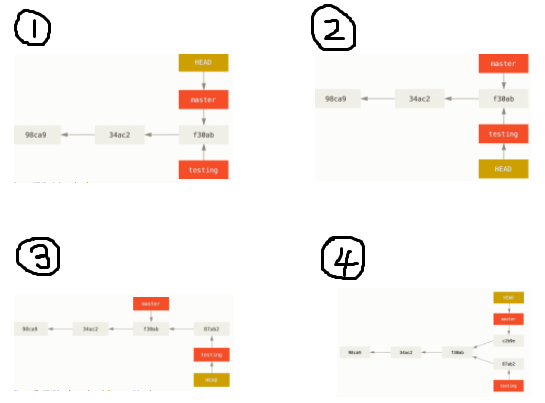 1
2
HEAD
master
98ca9
34ac2
f30ab
testing
master
98ca9
34ac2
f30ab
testing
HEAD
3
4
master
98ca9
34ac2
f30ab
87ab2
testing
HEAD
HEAD
master
c2b9e
98ca9
34ac2
f30ab
87ab2
testing